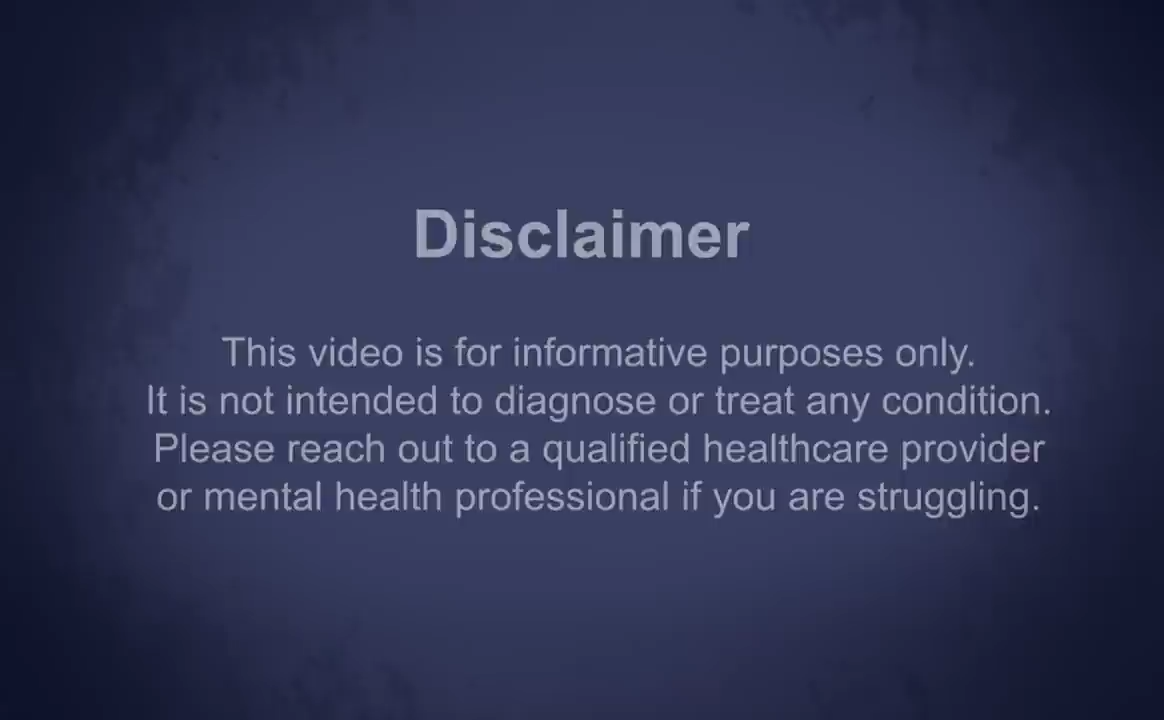 Disclaimer
This video is for informative purposes only.
It is not intended to diagnose or treat any condition.
Please reach out to a qualified healthcare provider
or mental health professional if you are struggling.